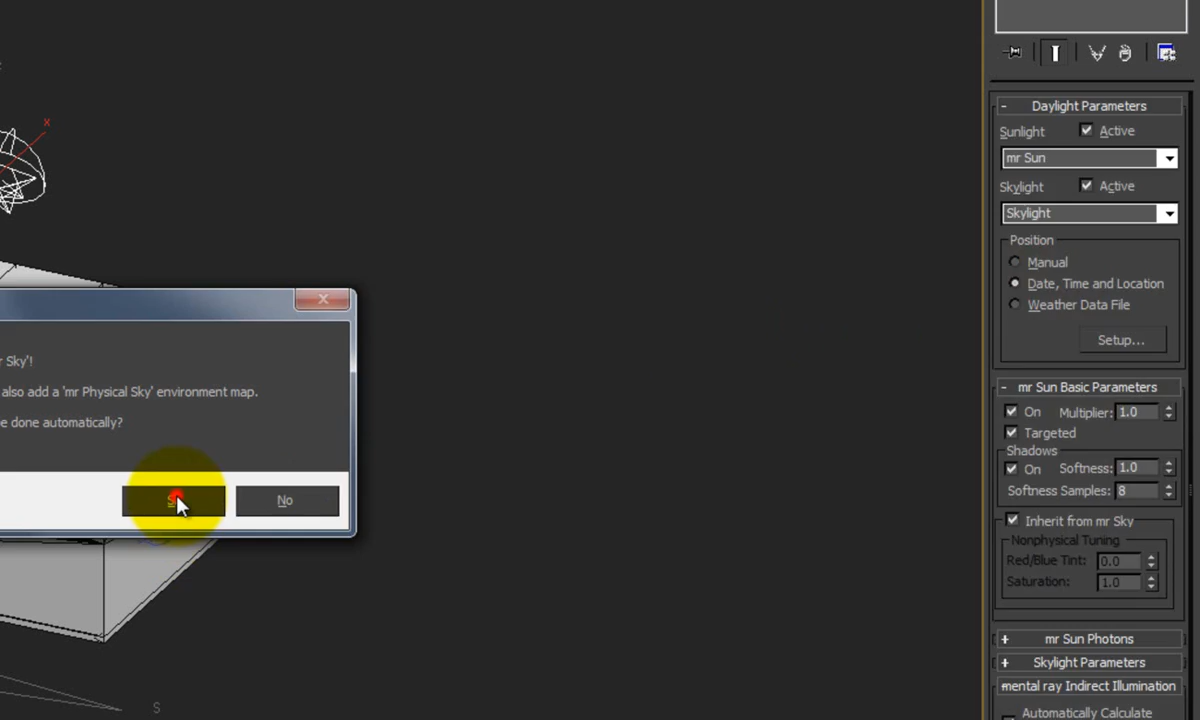 x
r Sky'!
also add a 'mr Physical Sky' environment map.
e done automatically?
No
S
- Daylight Parameters
Sunlight Active
mr Sun
Skylight Active
Skylight
Position
Manual
Date, Time and Location
Weather Data File
Setup...
- mr Sun Basic Parameters
On Multiplier: 1.0
Targeted
Shadows
On Softness: 1.0
Softness Samples: 8
Inherit from mr Sky
Nonphysical Tuning
Red/Blue Tint: 0.0
Saturation: 1.0
+ mr Sun Photons
+ Skylight Parameters
mental ray Indirect Illumination
Automatically Calculate